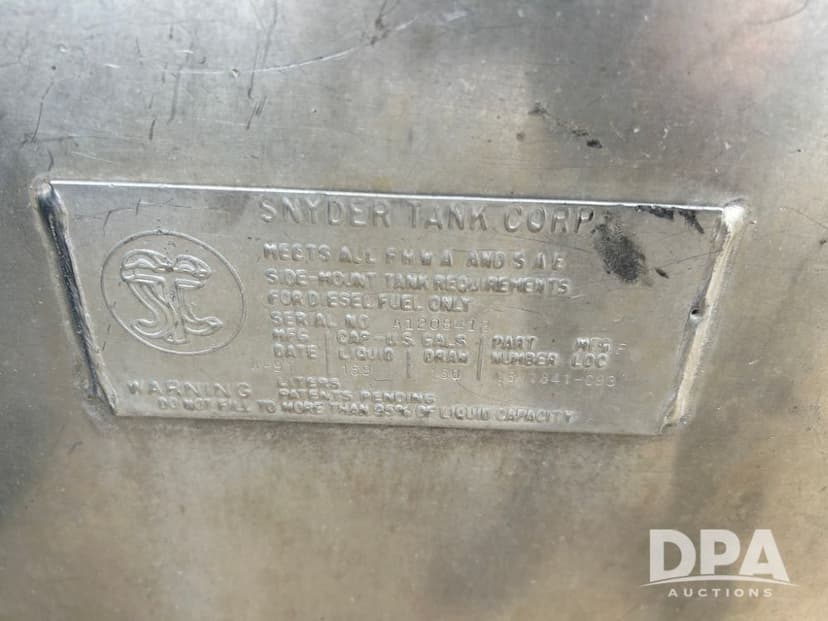 SNYDER TANK CORP.
STC
MEETS ALL F H W A AND S A E
SIDE-MOUNT TANK REQUIREMENTS
FOR DIESEL FUEL ONLY
SERIAL NO
MFG CAP-U.S. GALS PART MFG
DATE LIQUID DRAW NUMBER LOC
LITERS
WARNING PATENTS PENDING
DO NOT FILL TO MORE THAN 95% OF LIQUID CAPACITY
DPA
AUCTIONS